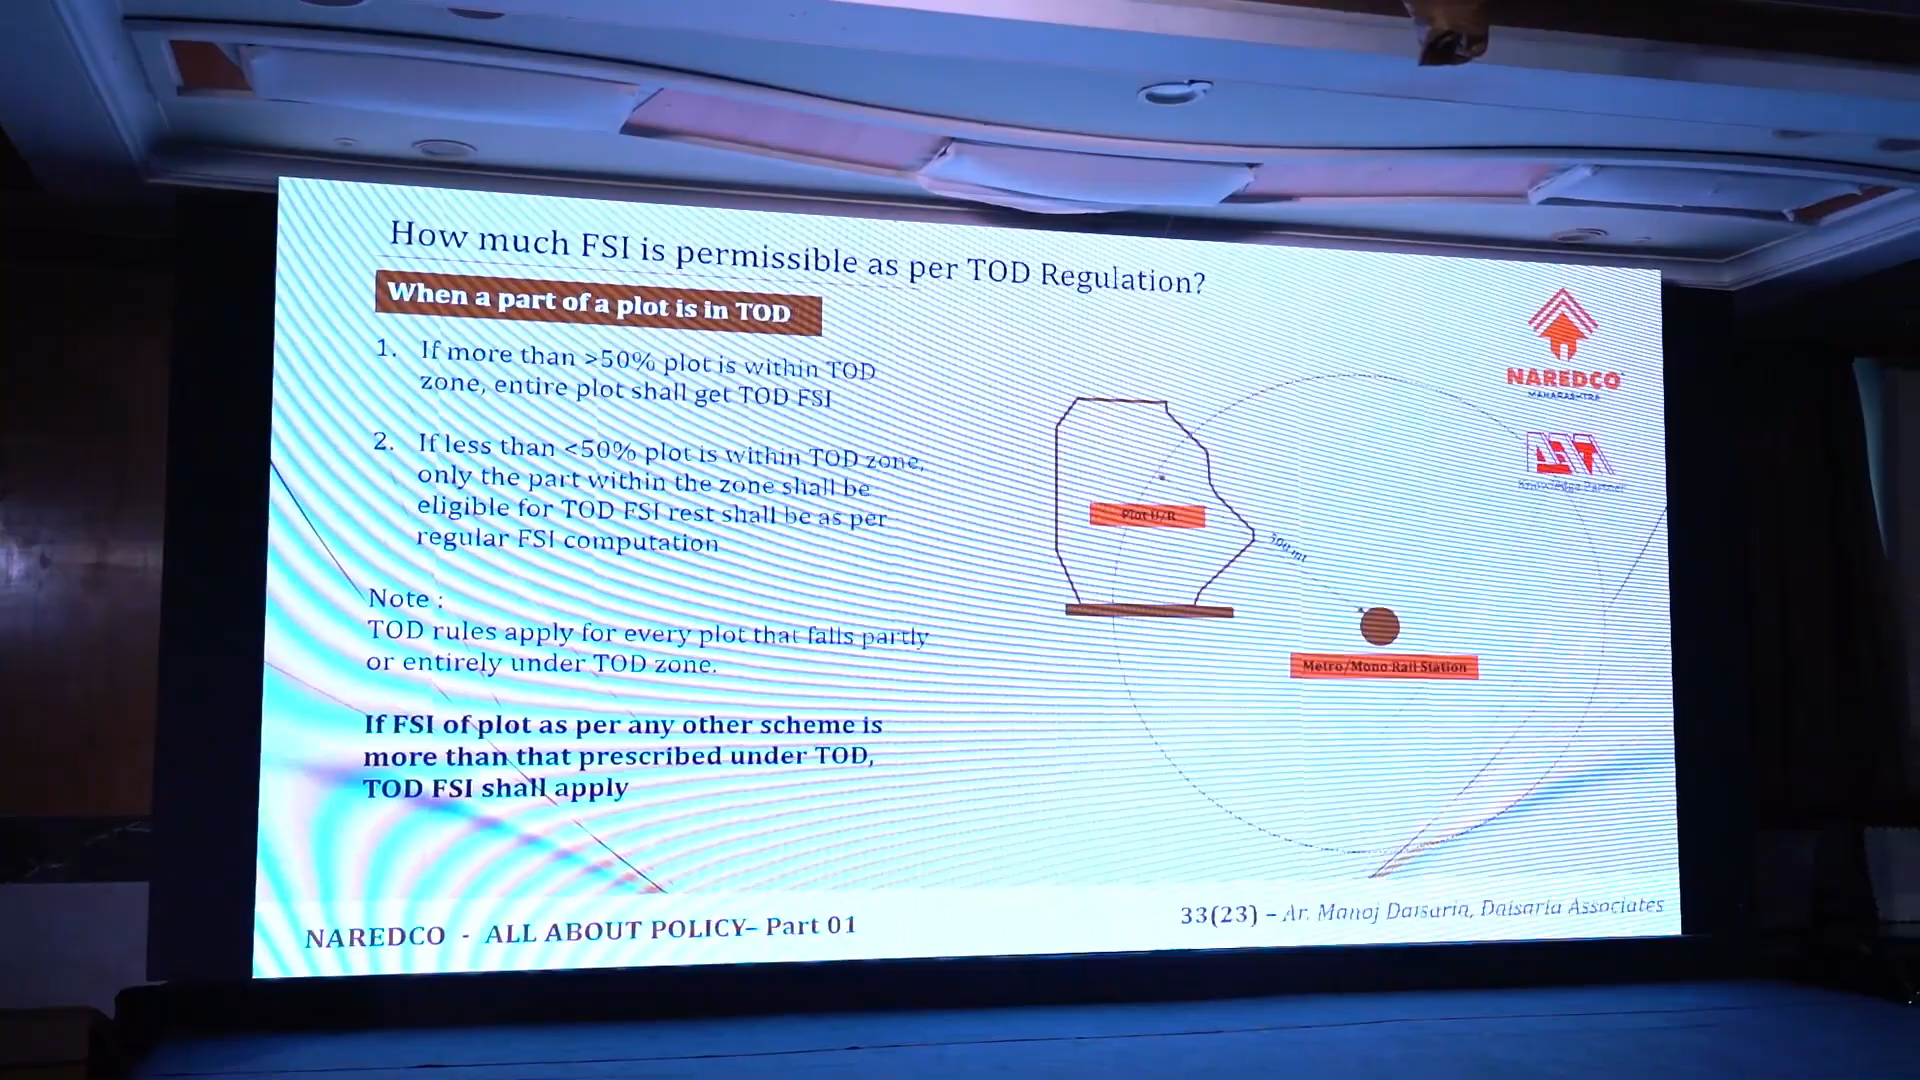 How much FSI is permissible as per TOD Regulation?
When a part of a plot is in TOD
1. If more than >50% plot is within TOD
zone, entire plot shall get TOD FSI
2. If less than <50% plot is within TOD zone,
only the part within the zone shall be
eligible for TOD FSI rest shall be as per
regular FSI computation
Note :
TOD rules apply for every plot that falls partly
or entirely under TOD zone.
If FSI of plot as per any other scheme is
more than that prescribed under TOD,
TOD FSI shall apply
Plot U/R
500 mt
Metro/Mono Rail Station
NAREDCO
MAHARASHTRA
Knowledge Partner
NAREDCO - ALL ABOUT POLICY– Part 01
33(23) – Ar. Manoj Daisaria, Daisaria Associates